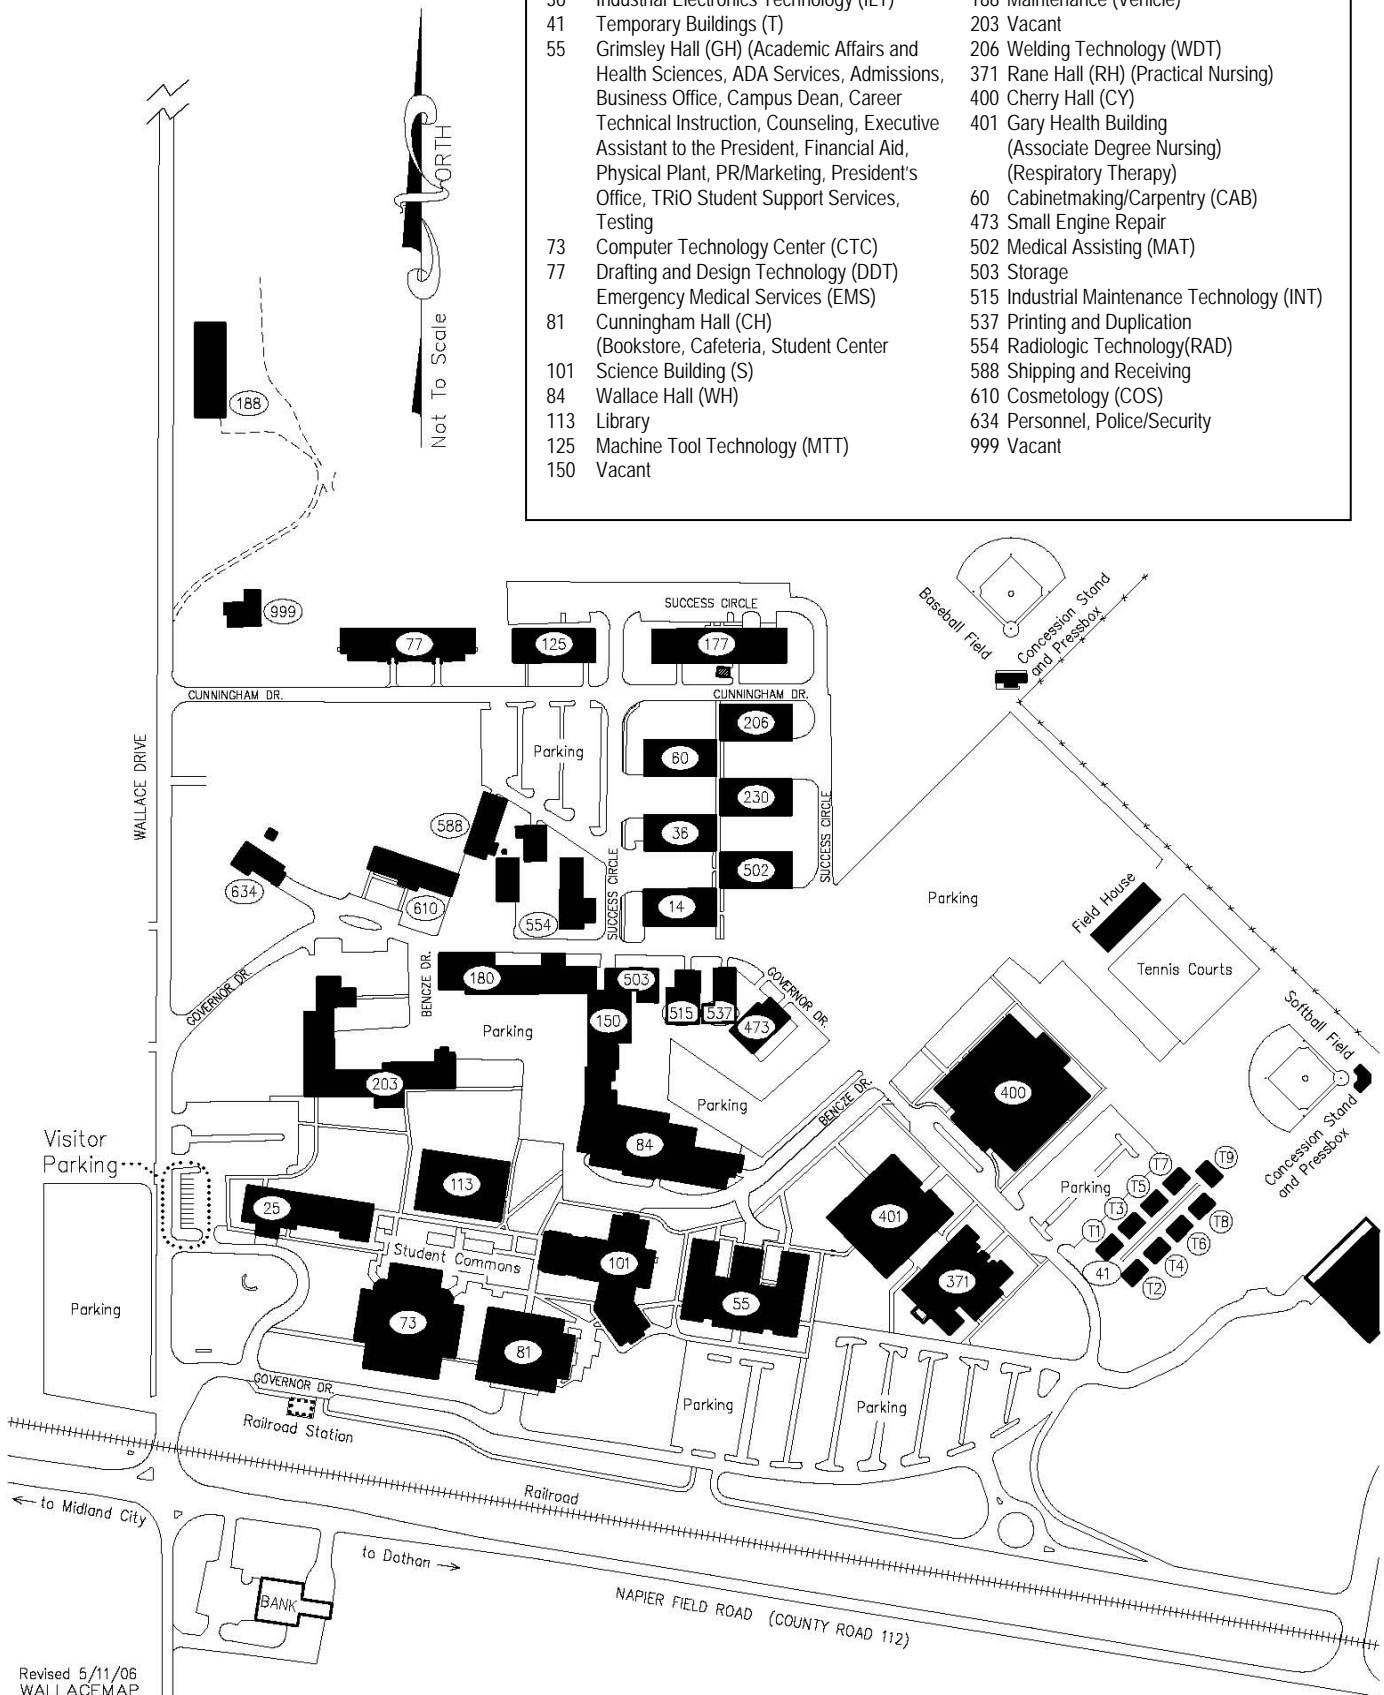 36 Industrial Electronics Technology (ILT)
41 Temporary Buildings (T)
55 Grimsley Hall (GH) (Academic Affairs and
Health Sciences, ADA Services, Admissions,
Business Office, Campus Dean, Career
Technical Instruction, Counseling, Executive
Assistant to the President, Financial Aid,
Physical Plant, PR/Marketing, President's
Office, TRiO Student Support Services,
Testing
73 Computer Technology Center (CTC)
77 Drafting and Design Technology (DDT)
Emergency Medical Services (EMS)
81 Cunningham Hall (CH)
(Bookstore, Cafeteria, Student Center
101 Science Building (S)
84 Wallace Hall (WH)
113 Library
125 Machine Tool Technology (MTT)
150 Vacant
188 Maintenance (Vehicle)
203 Vacant
206 Welding Technology (WDT)
371 Rane Hall (RH) (Practical Nursing)
400 Cherry Hall (CY)
401 Gary Health Building
(Associate Degree Nursing)
(Respiratory Therapy)
60 Cabinetmaking/Carpentry (CAB)
473 Small Engine Repair
502 Medical Assisting (MAT)
503 Storage
515 Industrial Maintenance Technology (INT)
537 Printing and Duplication
554 Radiologic Technology(RAD)
588 Shipping and Receiving
610 Cosmetology (COS)
634 Personnel, Police/Security
999 Vacant
NORTH
Not To Scale
188
999
77
125
SUCCESS CIRCLE
177
Baseball Field
Concession Stand
and Pressbox
CUNNINGHAM DR.
CUNNINGHAM DR.
WALLACE DRIVE
Parking
206
60
230
36
502
14
SUCCESS CIRCLE
SUCCESS CIRCLE
588
634
610
554
Parking
Field House
Tennis Courts
Softball Field
Concession Stand
and Pressbox
GOVERNOR DR.
BENCZE DR.
180
503
150
515
537
473
GOVERNOR DR.
Parking
203
400
Parking
BENCZE DR.
84
Visitor
Parking
113
25
Student Commons
101
401
371
55
73
81
Parking
T1
T3
T5
T7
T9
T8
T6
T4
T2
41
Parking
GOVERNOR DR.
Railroad Station
Parking
Parking
Railroad
to Midland City
to Dothan
BANK
NAPIER FIELD ROAD (COUNTY ROAD 112)
Revised 5/11/06
WALLACEMAP